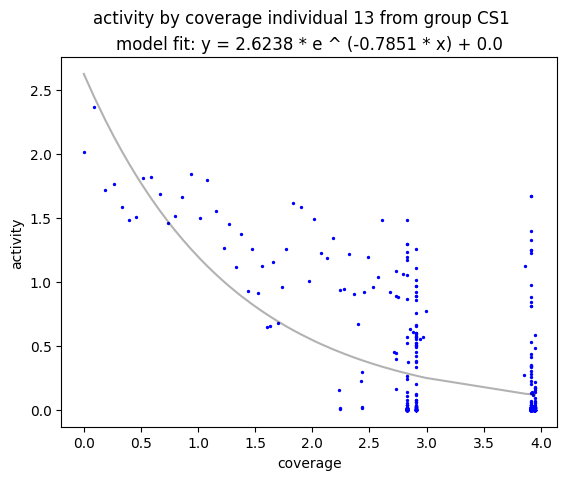 activity by coverage individual 13 from group CS1
model fit: y = 2.6238 * e ^ (-0.7851 * x) + 0.0
2.5
2.0
1.5
1.0
0.5
0.0
activity
0.0 0.5 1.0 1.5 2.0 2.5 3.0 3.5 4.0
coverage